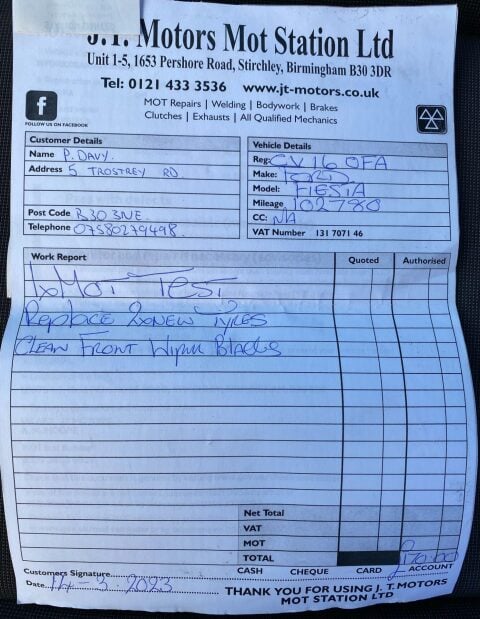 J.T. Motors Mot Station Ltd
Unit 1-5, 1653 Pershore Road, Stirchley, Birmingham B30 3DR
Tel: 0121 433 3536 www.jt-motors.co.uk
MOT Repairs | Welding | Bodywork | Brakes
Clutches | Exhausts | All Qualified Mechanics
f
FOLLOW US ON FACEBOOK
Customer Details
Name P. DAVY.
Address 5 TROSTREY RD
Post Code B30 3NE
Telephone 07580279498
Vehicle Details
Reg: CV16 OFA
Make: FORD
Model: FIESTA
Mileage 102780
CC: NA
VAT Number 131 7071 46
Work Report Quoted Authorised
1xMOT TEST
REPLACE 2xNEW TYRES
CLEAN FRONT WIPER BLADES
Net Total
VAT
MOT
TOTAL £170.00
Customers Signature CASH CHEQUE CARD ACCOUNT
Date 14-3-2023
THANK YOU FOR USING J. T. MOTORS
MOT STATION LTD